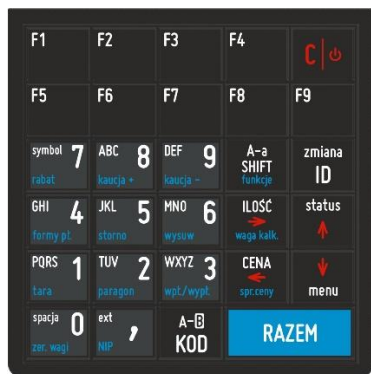 F1 F2 F3 F4 C
F5 F6 F7 F8 F9
symbol 7 ABC 8 DEF 9 A-a zmiana
SHIFT ID
rabat kaucja + kaucja - funkcje
GHI 4 JKL 5 MNO 6 ILOŚĆ status
formy pł. storno wysuw waga kalk.
PQRS 1 TUV 2 WXYZ 3 CENA
tara paragon wpł./wypł. spr.ceny menu
spacja 0 ext , A-B RAZEM
KOD
zer. wagi NIP